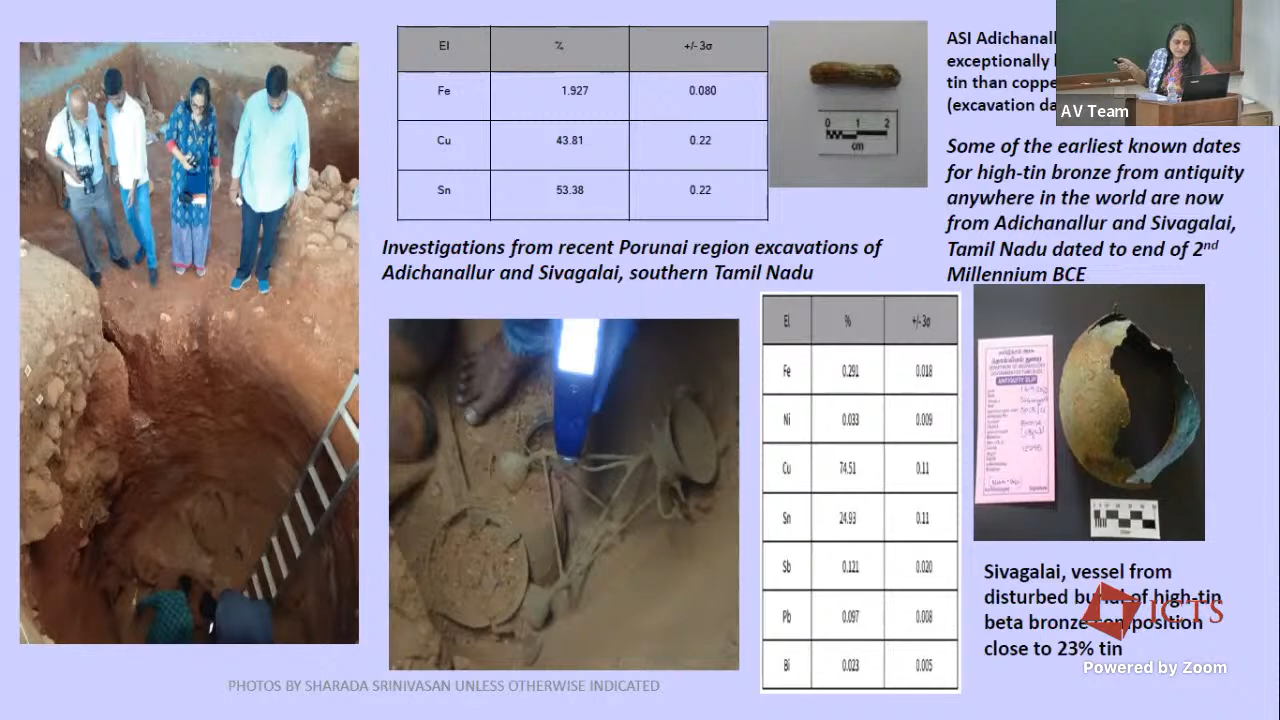 El % +/- 3σ
Fe 1.927 0.080
Cu 43.81 0.22
Sn 53.38 0.22
0 1 2
cm
ASI
exceptionally
tin than
(excavation
AV Team
Some of the earliest known dates
for high-tin bronze from antiquity
anywhere in the world are now
from Adichanallur and Sivagalai,
Tamil Nadu dated to end of 2nd
Millennium BCE
Investigations from recent Porunai region excavations of
Adichanallur and Sivagalai, southern Tamil Nadu
El % +/-3σ
Fe 0.291 0.018
Ni 0.033 0.009
Cu 74.51 0.11
Sn 24.93 0.11
Sb 0.121 0.020
Pb 0.097 0.008
Bi 0.023 0.005
ANTIQUITY SLIP
Sivagalai, vessel from
disturbed burial of high-tin
beta bronze composition
close to 23% tin
ICTS
Powered by Zoom
PHOTOS BY SHARADA SRINIVASAN UNLESS OTHERWISE INDICATED